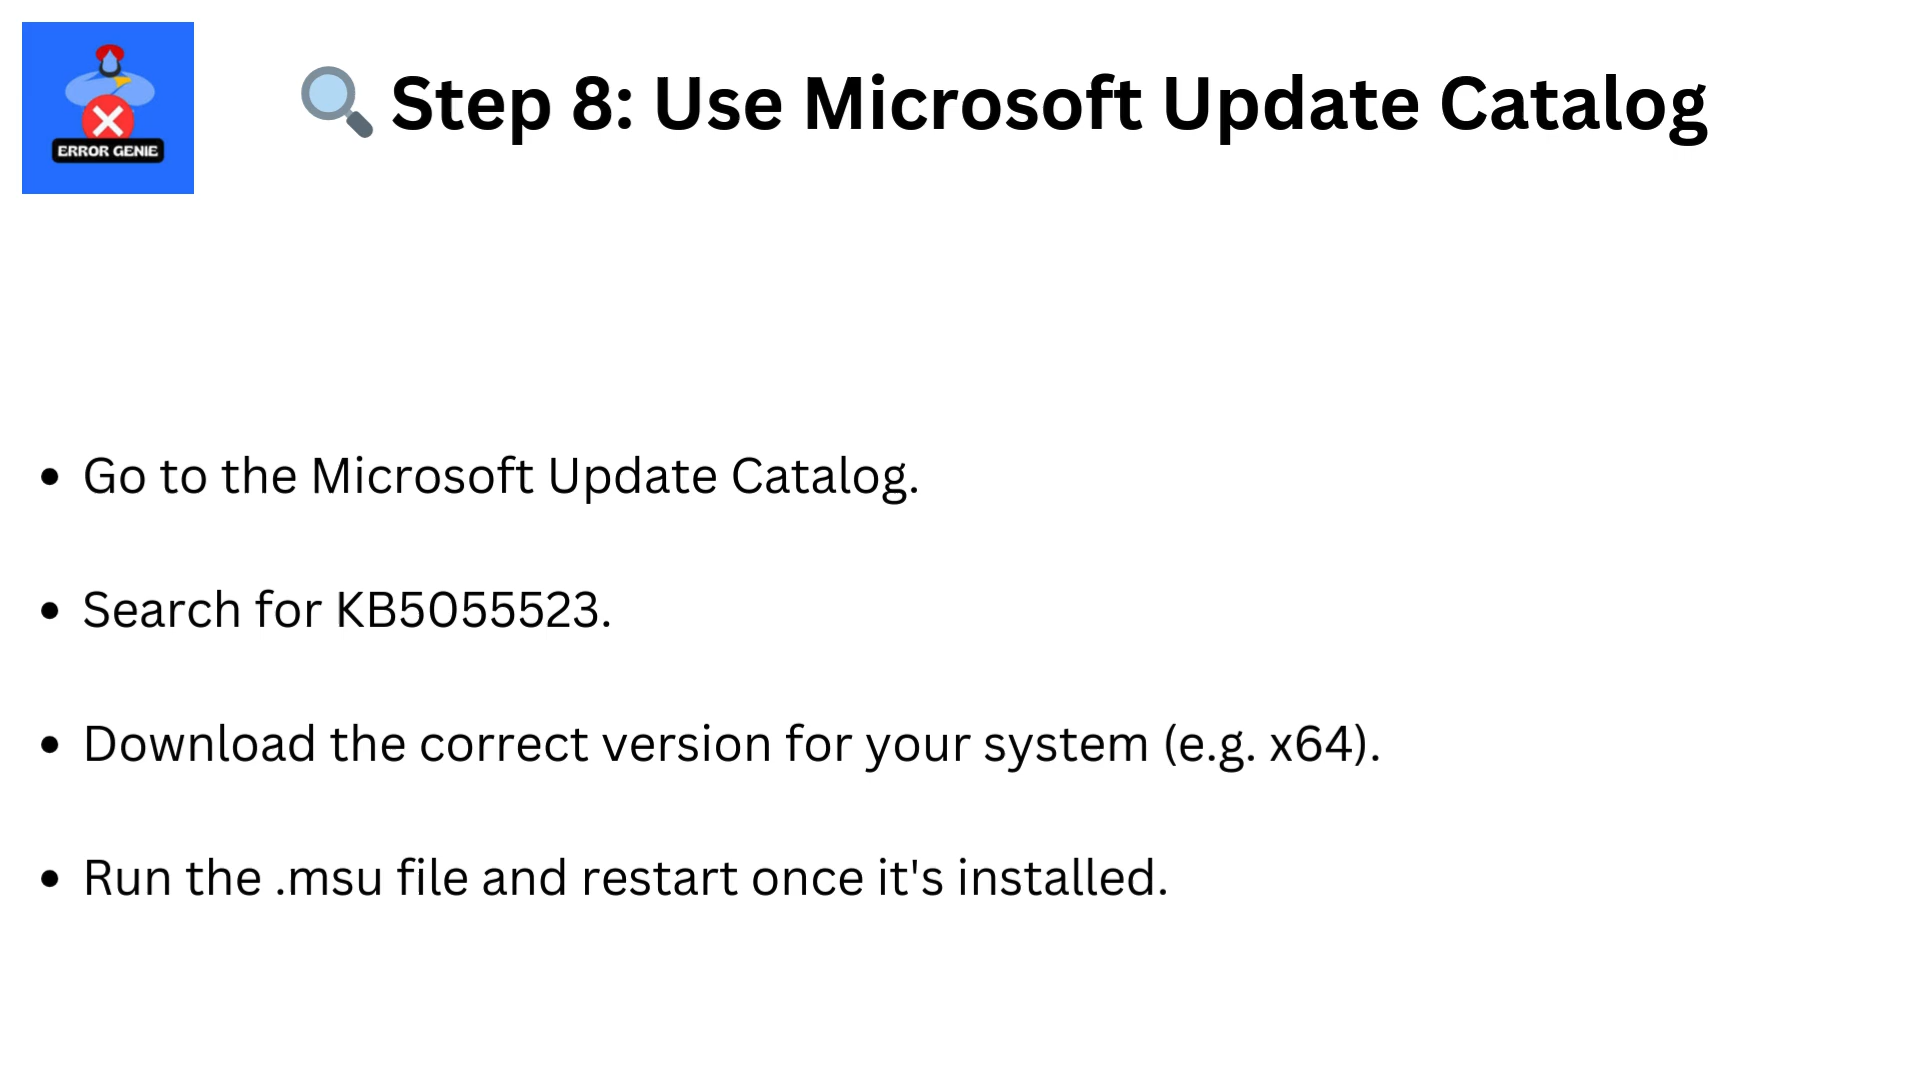 ERROR GENIE
🔍 Step 8: Use Microsoft Update Catalog
• Go to the Microsoft Update Catalog.
• Search for KB5055523.
• Download the correct version for your system (e.g. x64).
• Run the .msu file and restart once it's installed.